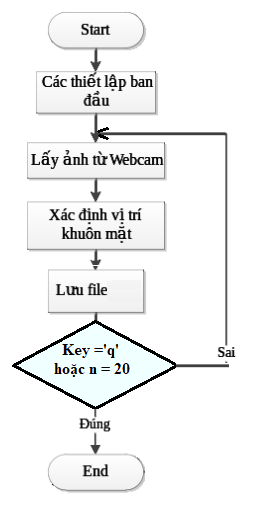 Start
Các thiết lập ban
đầu
Lấy ảnh từ Webcam
Xác định vị trí
khuôn mặt
Lưu file
Key ='q'
hoặc n = 20
Sai
Đúng
End